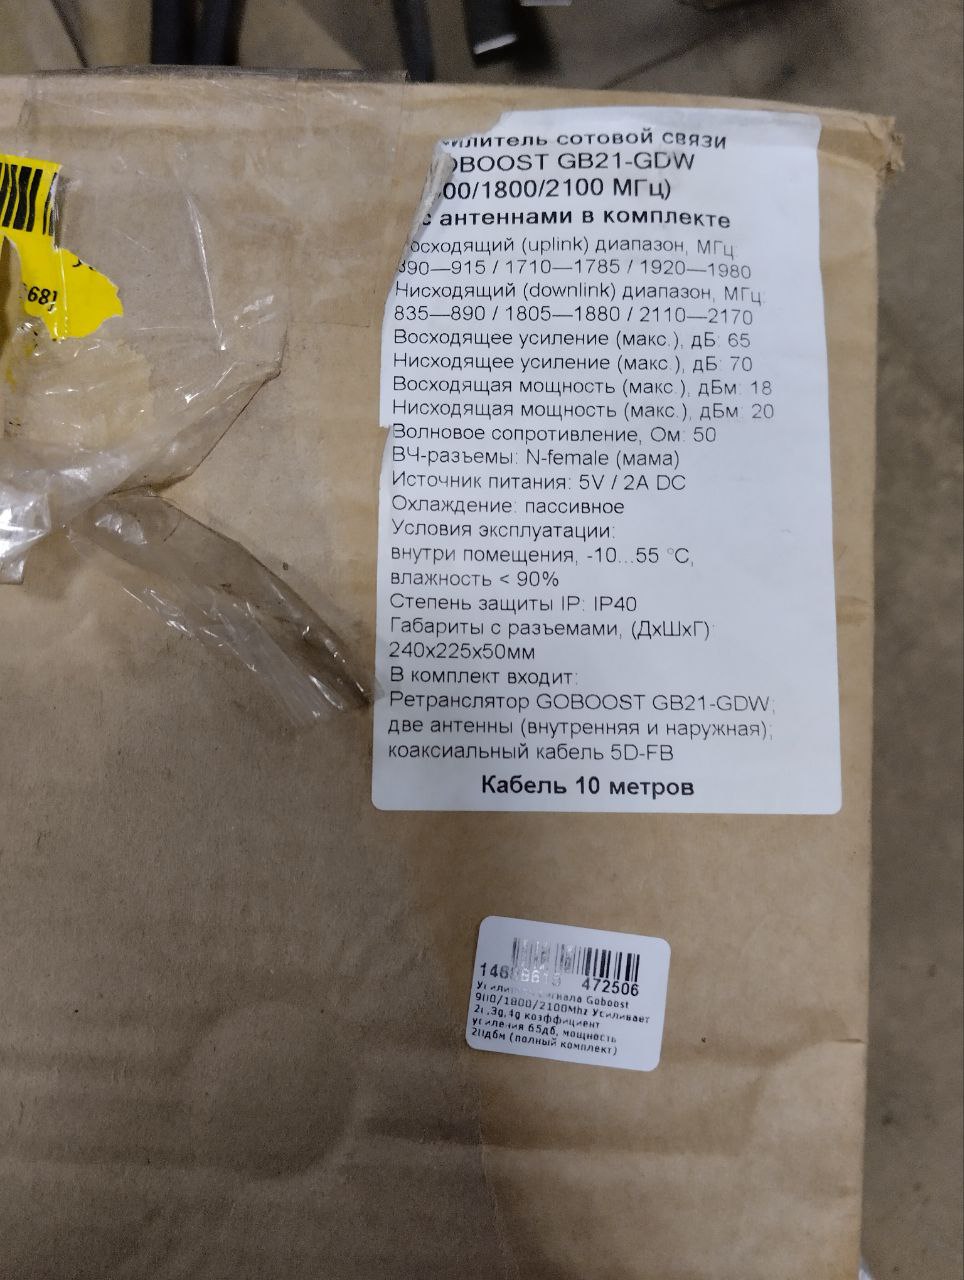 СОТОВОЙ СВЯЗИ
GB21-GDW
00/1800/2100 МГц)
с антеннами в комплекте
осходящий (uplink) диапазон, МГц:
890—915 / 1710—1785 / 1920—1980
Нисходящий (downlink) диапазон, МГц:
835—890 / 1805—1880 / 2110—2170
Восходящее усиление (макс.), дБ: 65
Нисходящее усиление (макс.), дБ: 70
Восходящая мощность (макс.), дБм: 18
Нисходящая мощность (макс.), дБм: 20
Волновое сопротивление, Ом: 50
ВЧ-разъемы: N-female (мама)
Источник питания: 5V / 2A DC
Охлаждение: пассивное
Условия эксплуатации:
внутри помещения, -10...55 °C,
влажность < 90%
Степень защиты IP: IP40
Габариты с разъемами, (ДхШхГ):
240х225х50мм
В комплект входит:
Ретранслятор GOBOOST GB21-GDW;
две антенны (внутренняя и наружная);
коаксиальный кабель 5D-FB
Кабель 10 метров
472506
Goboost
900/1800/2100Mhz Усиливает
2g,3g,4g коэффициент
усиления 65дб, мощность
20дбм (полный комплект)